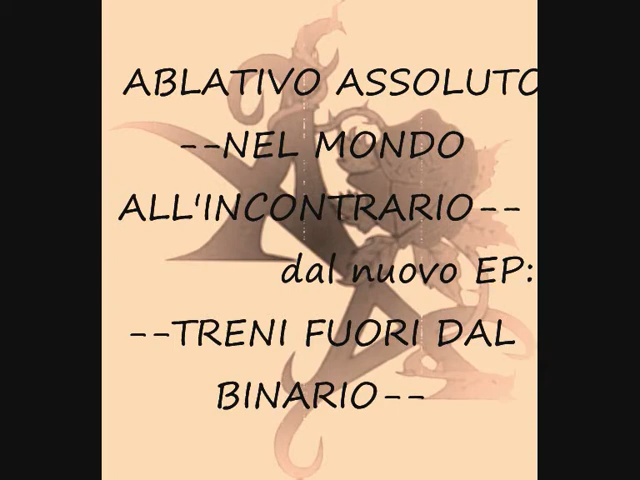 ABLATIVO ASSOLUTO
--NEL MONDO
ALL'INCONTRARIO--
dal nuovo EP:
--TRENI FUORI DAL
BINARIO--